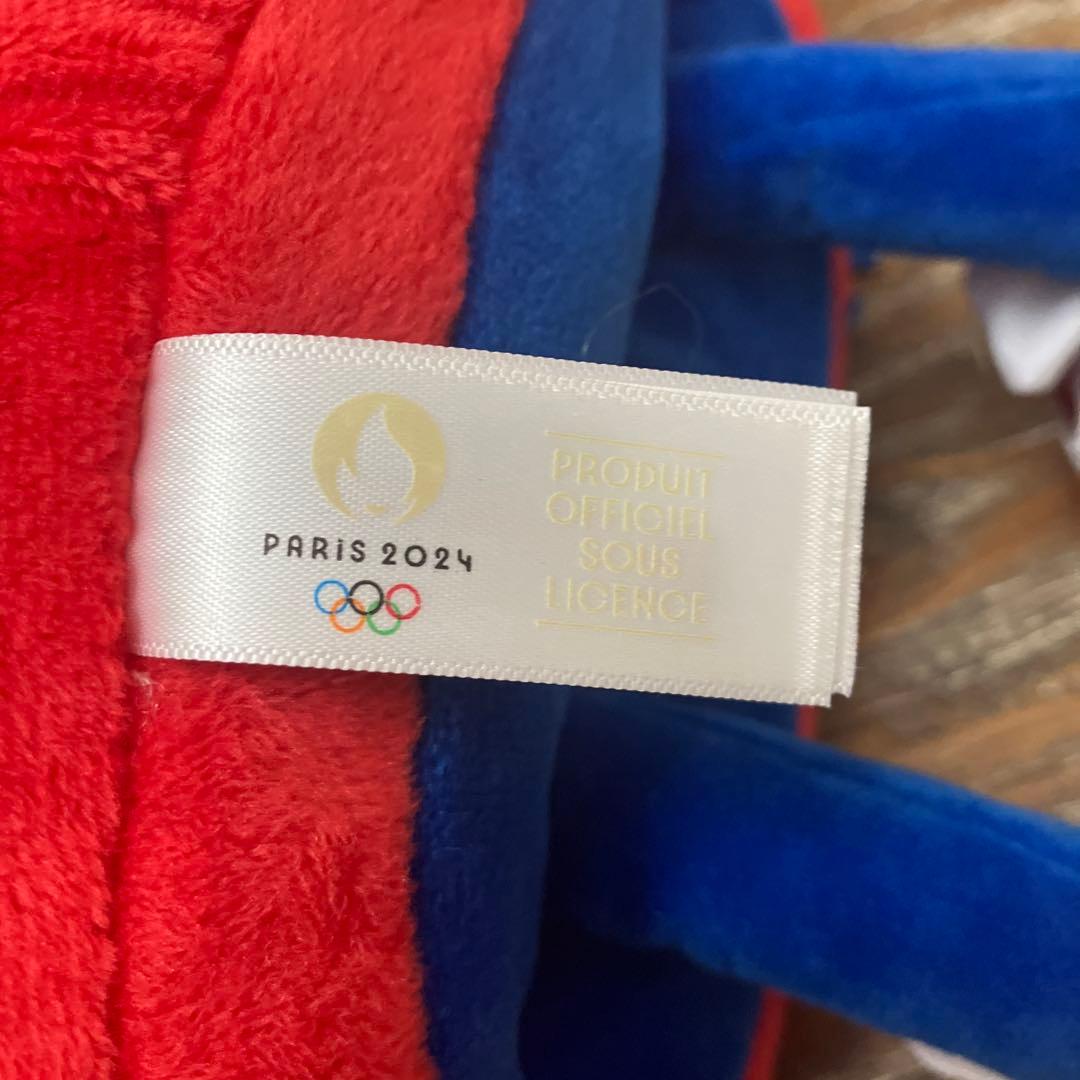 PARiS 2024
PRODUIT
OFFICIEL
SOUS
LICENCE